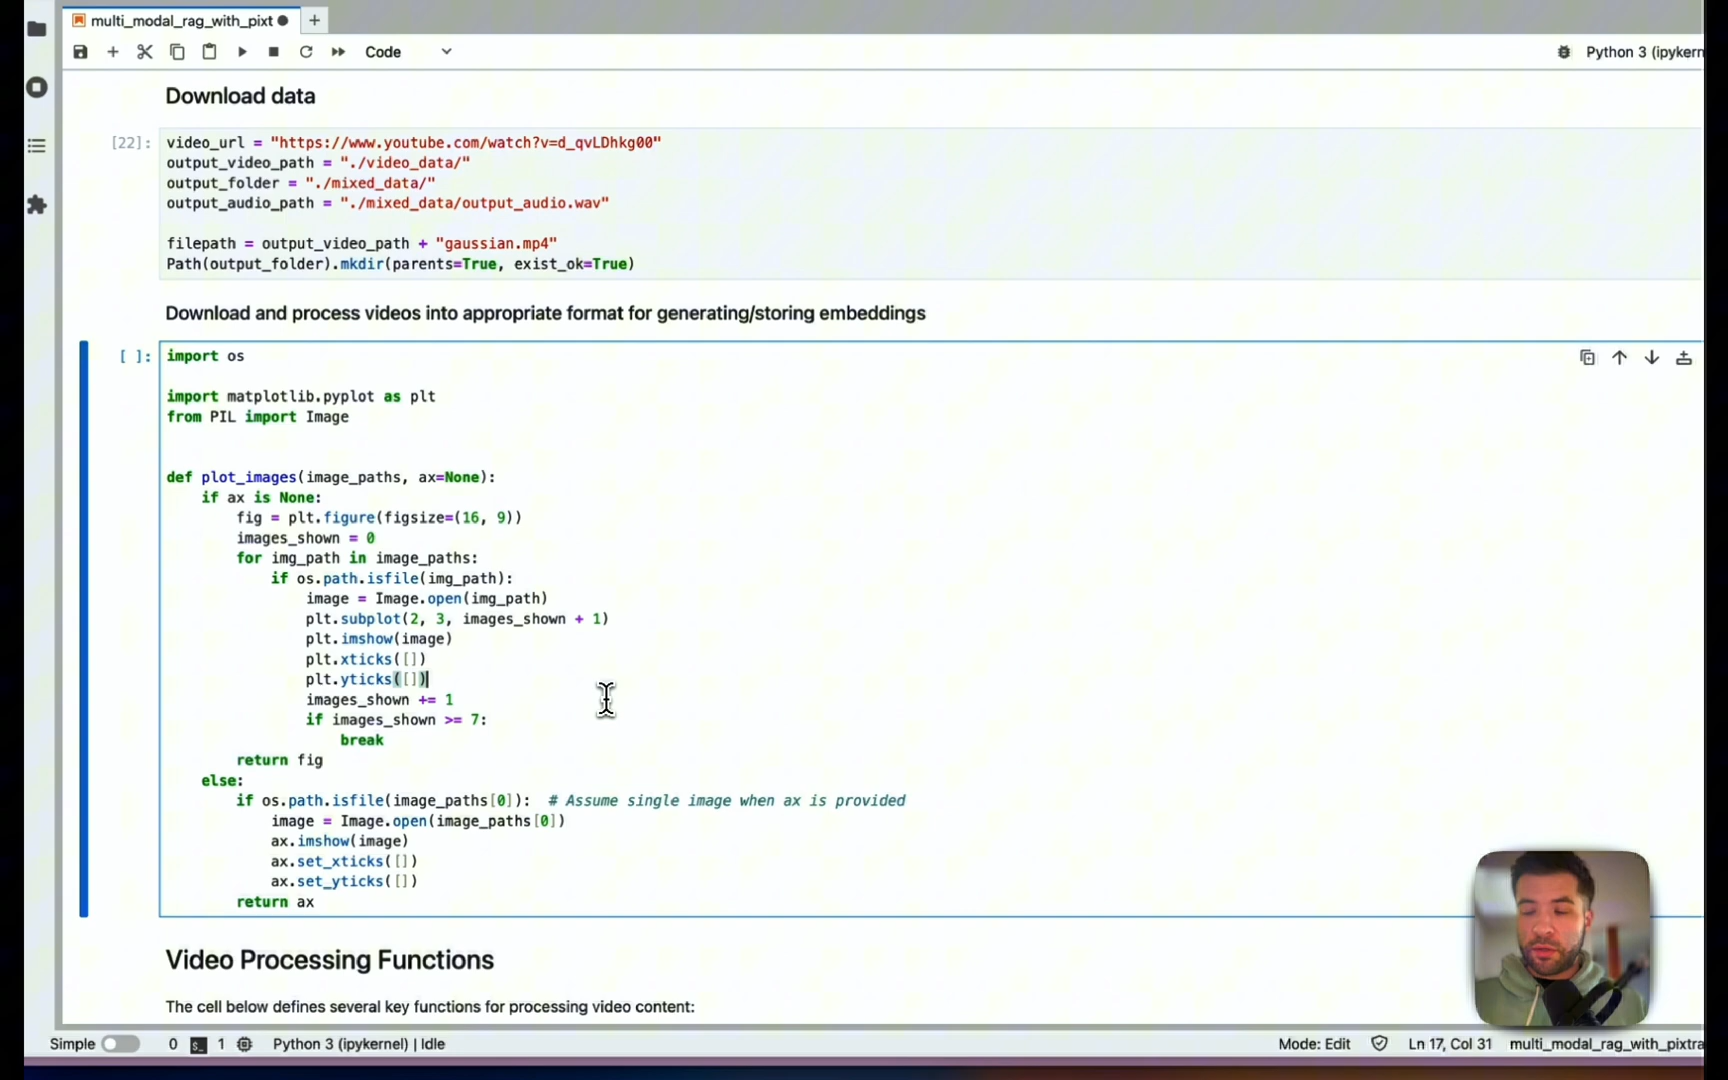 multi_modal_rag_with_pixt
Code
Python 3 (ipykern
Download data
[22]:
video_url = "https://www.youtube.com/watch?v=d_qvLDhkg00"
output_video_path = "./video_data/"
output_folder = "./mixed_data/"
output_audio_path = "./mixed_data/output_audio.wav"
filepath = output_video_path + "gaussian.mp4"
Path(output_folder).mkdir(parents=True, exist_ok=True)
Download and process videos into appropriate format for generating/storing embeddings
[ ]:
import os
import matplotlib.pyplot as plt
from PIL import Image
def plot_images(image_paths, ax=None):
if ax is None:
fig = plt.figure(figsize=(16, 9))
images_shown = 0
for img_path in image_paths:
if os.path.isfile(img_path):
image = Image.open(img_path)
plt.subplot(2, 3, images_shown + 1)
plt.imshow(image)
plt.xticks([])
plt.yticks([])
images_shown += 1
if images_shown >= 7:
break
return fig
else:
if os.path.isfile(image_paths[0]):  # Assume single image when ax is provided
image = Image.open(image_paths[0])
ax.imshow(image)
ax.set_xticks([])
ax.set_yticks([])
return ax
Video Processing Functions
The cell below defines several key functions for processing video content:
Simple 0 1 Python 3 (ipykernel) | Idle
Mode: Edit Ln 17, Col 31 multi_modal_rag_with_pixtra